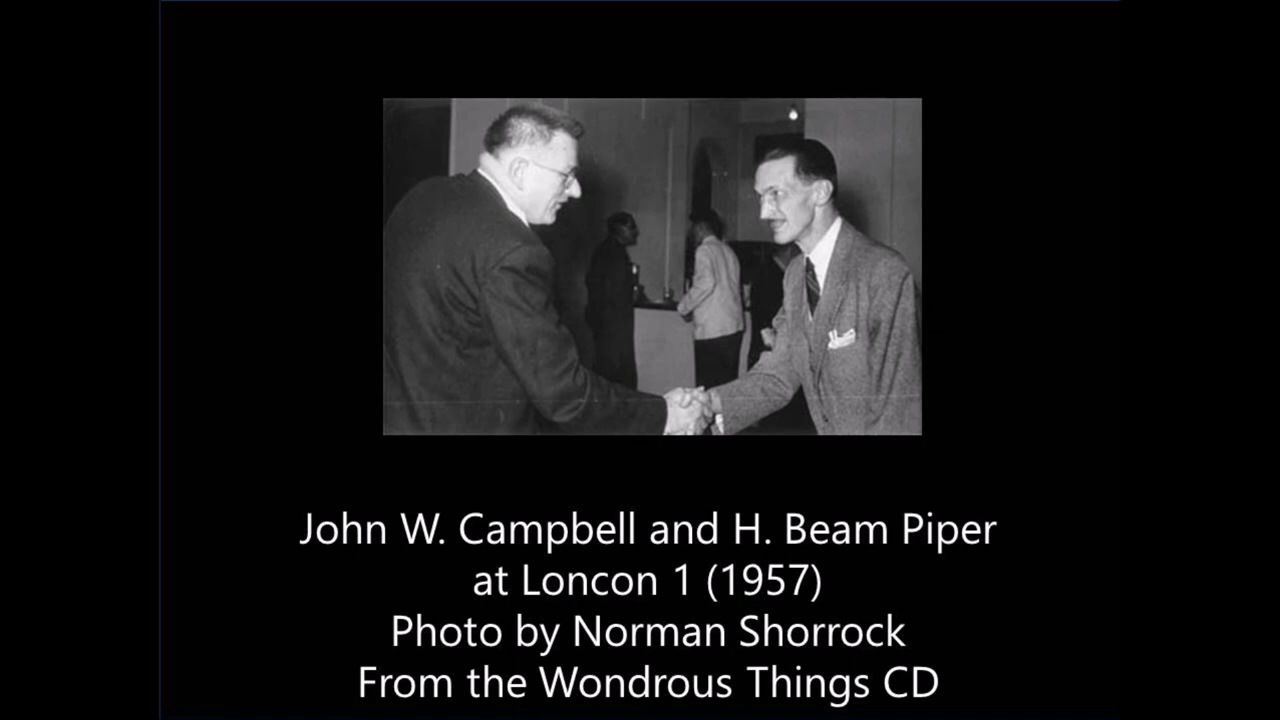 John W. Campbell and H. Beam Piper
at Loncon 1 (1957)
Photo by Norman Shorrock
From the Wondrous Things CD